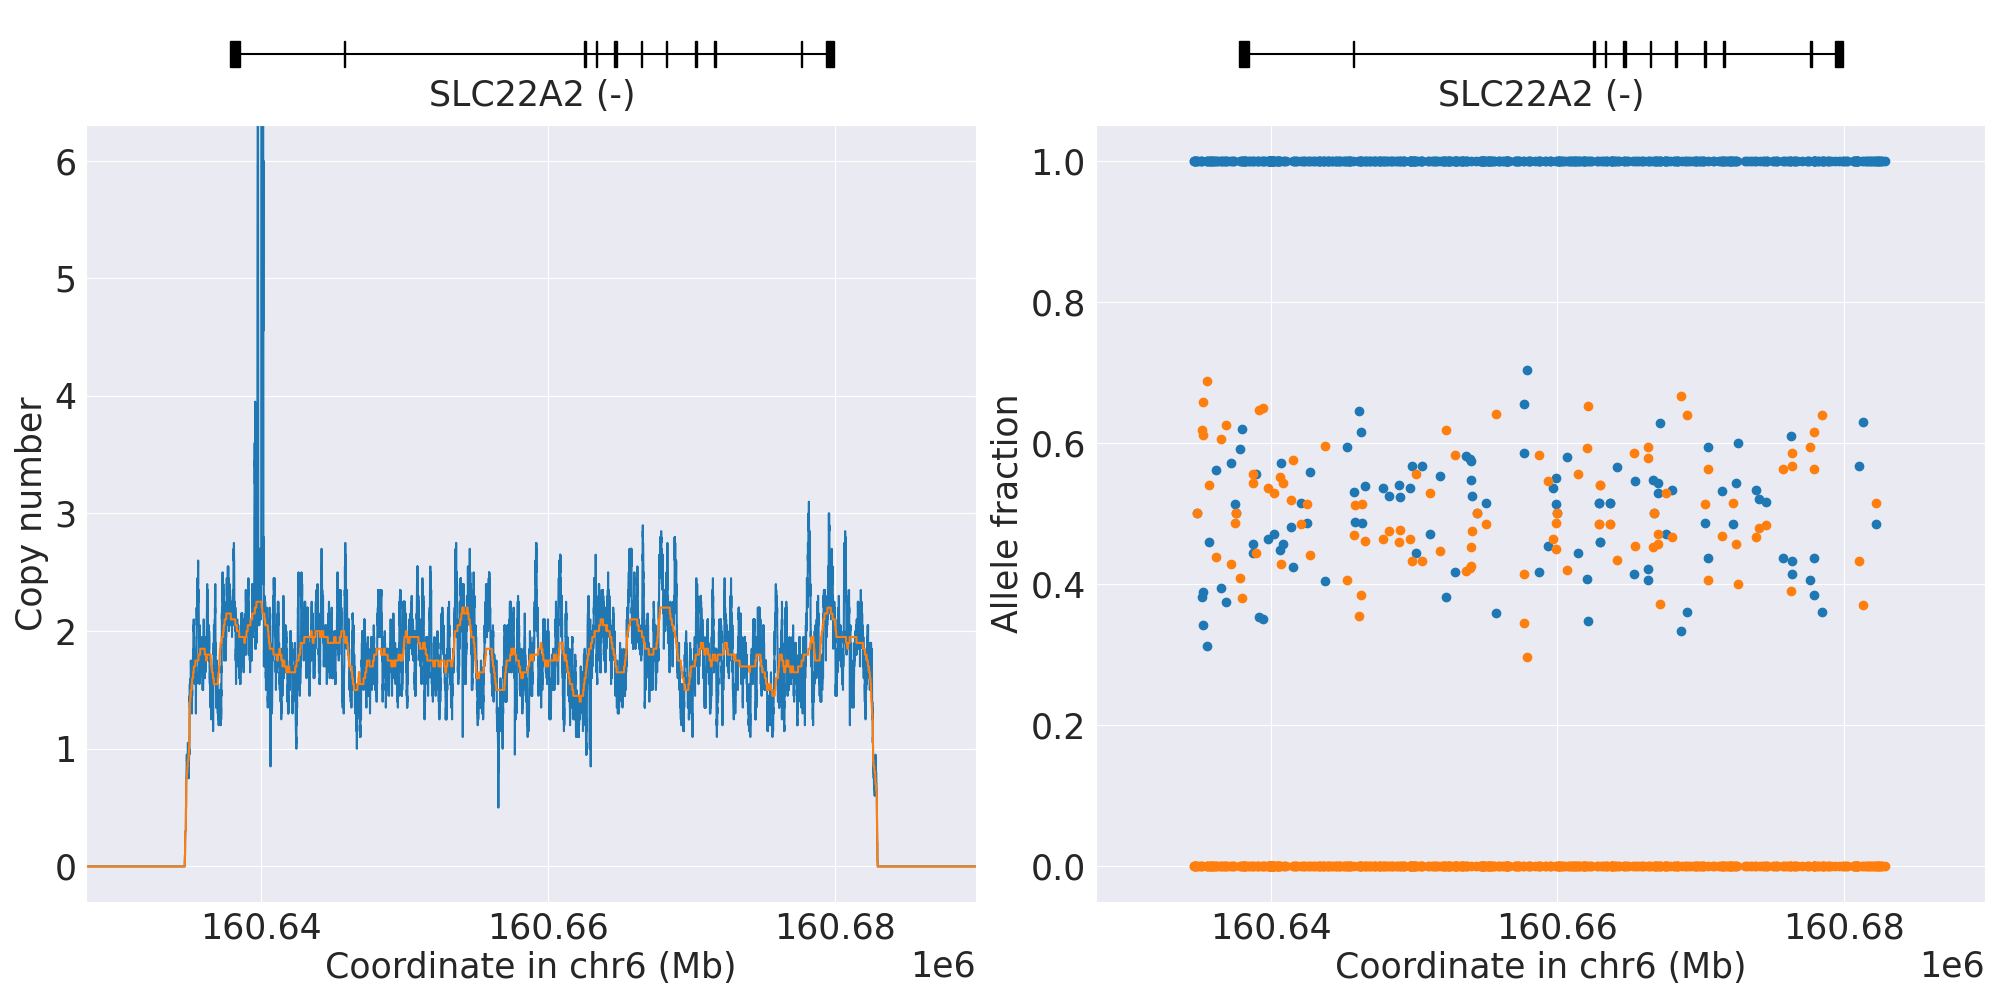 SLC22A2 (-)
6
5
4
3
2
1
0
Copy number
160.64 160.66 160.68
Coordinate in chr6 (Mb) 1e6
SLC22A2 (-)
1.0
0.8
0.6
0.4
0.2
0.0
Allele fraction
160.64 160.66 160.68
Coordinate in chr6 (Mb) 1e6